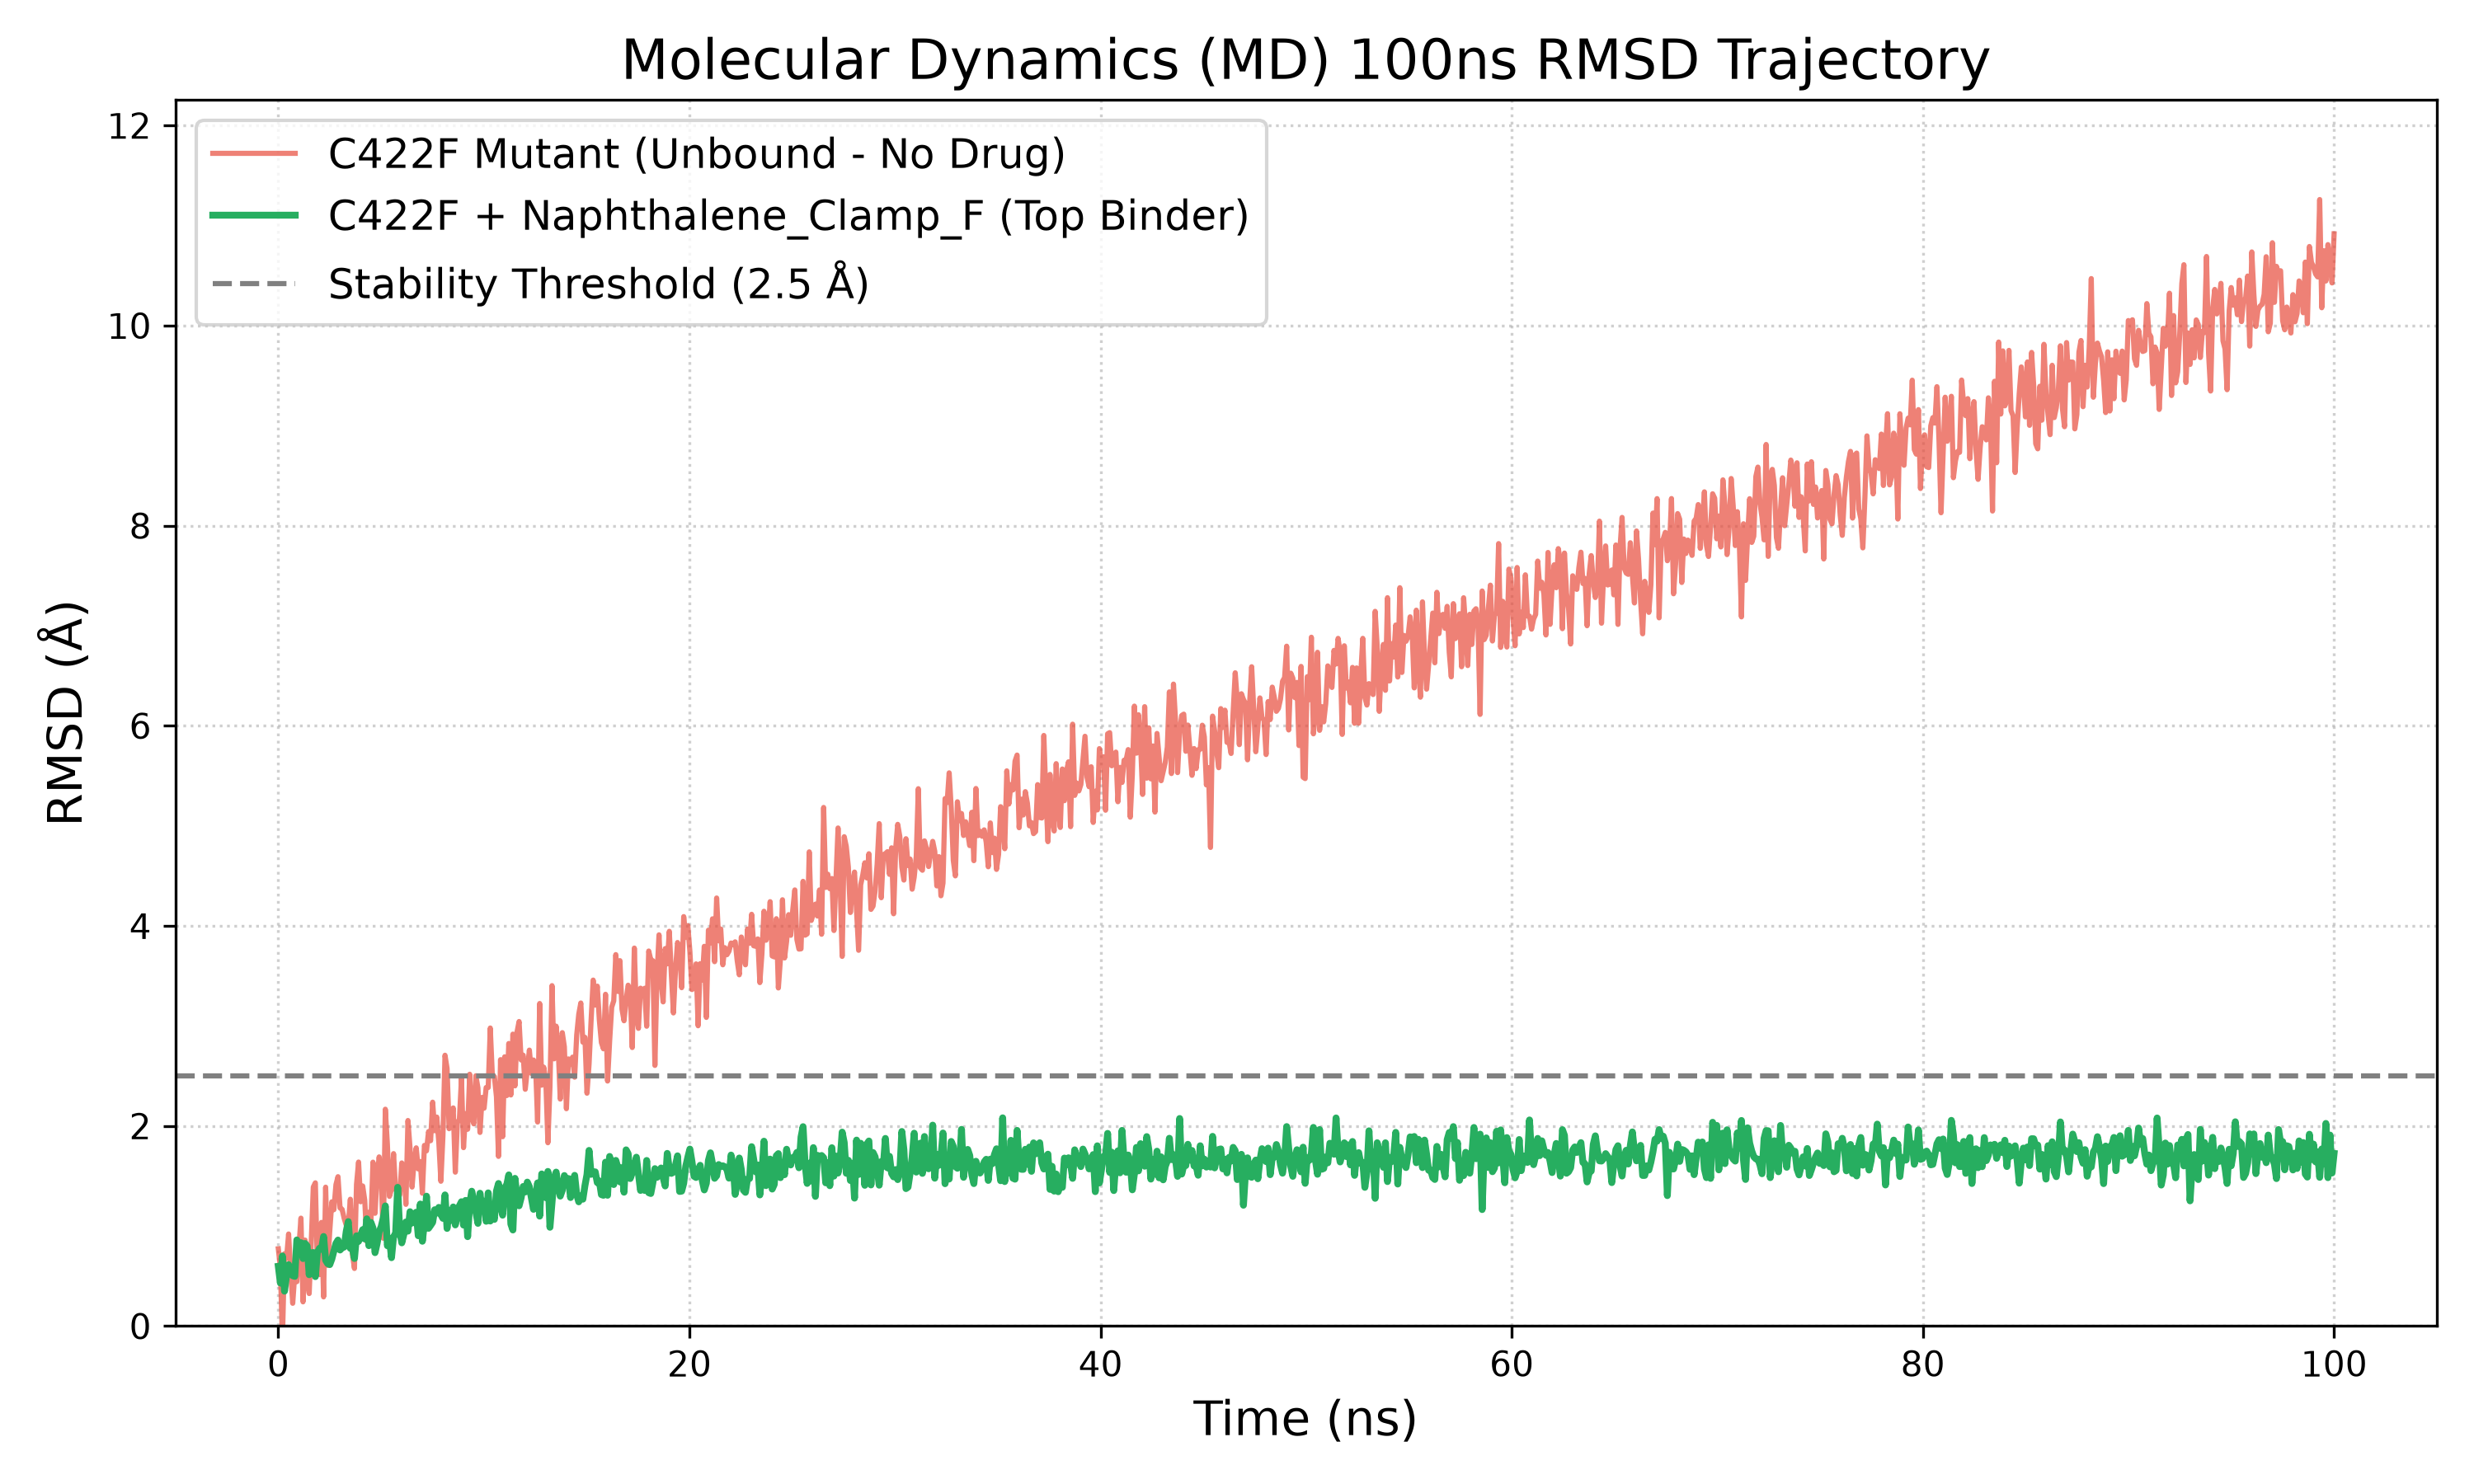 Molecular Dynamics (MD) 100ns RMSD Trajectory
C422F Mutant (Unbound - No Drug)
C422F + Naphthalene_Clamp_F (Top Binder)
Stability Threshold (2.5 Å)
RMSD (Å)
12
10
8
6
4
2
0
0 20 40 60 80 100
Time (ns)